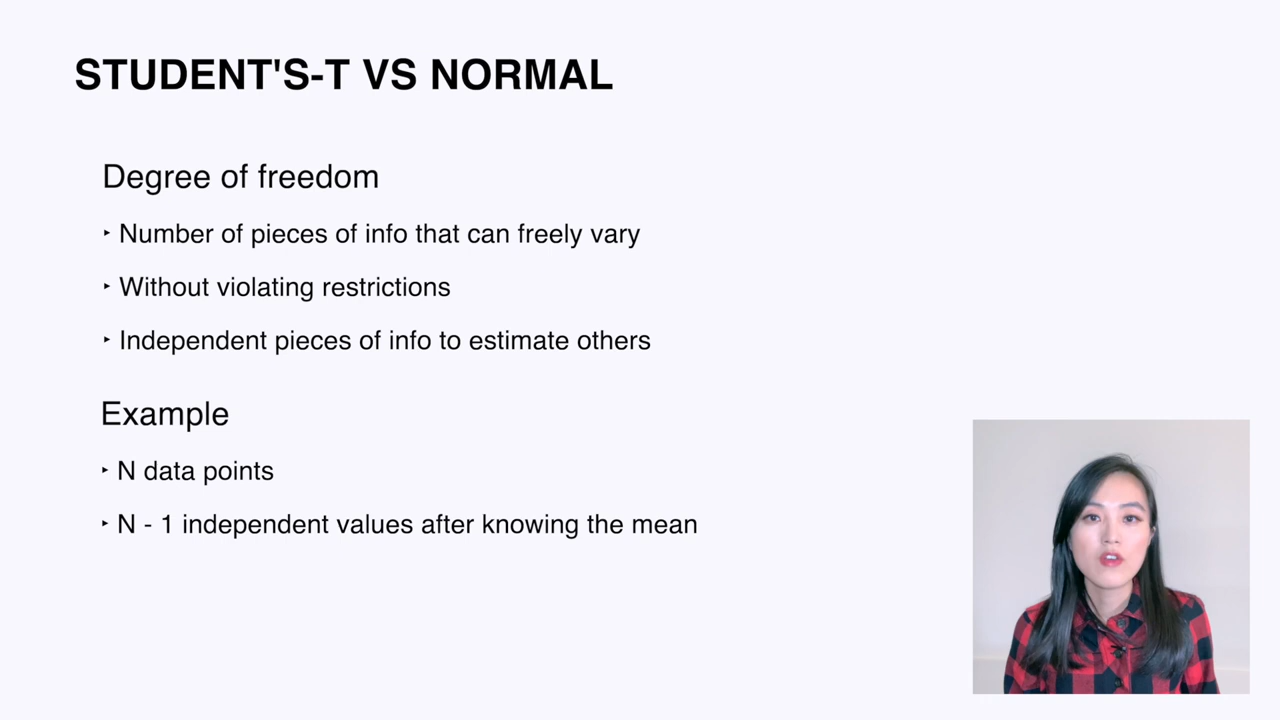 STUDENT'S-T VS NORMAL
Degree of freedom
‣ Number of pieces of info that can freely vary
‣ Without violating restrictions
‣ Independent pieces of info to estimate others
Example
‣ N data points
‣ N - 1 independent values after knowing the mean